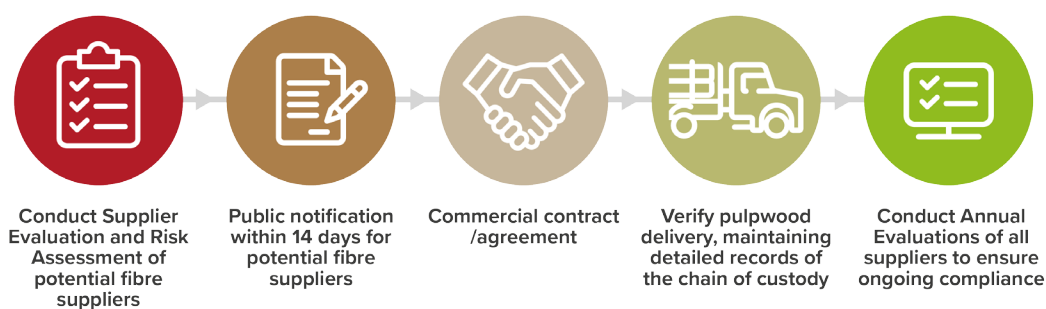 Conduct Supplier
Evaluation and Risk
Assessment of
potential fibre
suppliers
Public notification
within 14 days for
potential fibre
suppliers
Commercial contract
/agreement
Verify pulpwood
delivery, maintaining
detailed records of
the chain of custody
Conduct Annual
Evaluations of all
suppliers to ensure
ongoing compliance